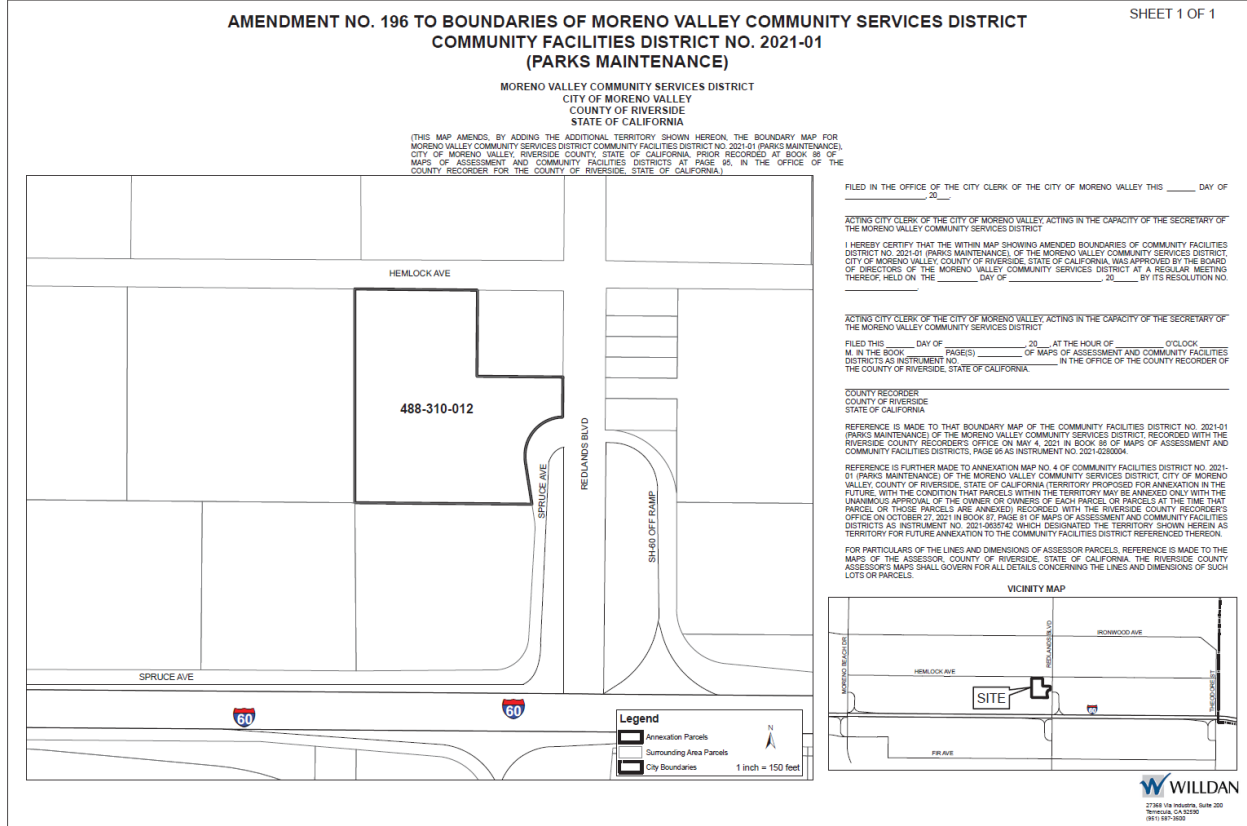 SHEET 1 OF 1
AMENDMENT NO. 196 TO BOUNDARIES OF MORENO VALLEY COMMUNITY SERVICES DISTRICT
COMMUNITY FACILITIES DISTRICT NO. 2021-01
(PARKS MAINTENANCE)
MORENO VALLEY COMMUNITY SERVICES DISTRICT
CITY OF MORENO VALLEY
COUNTY OF RIVERSIDE
STATE OF CALIFORNIA
(THIS MAP AMENDS, BY ADDING THE ADDITIONAL TERRITORY SHOWN HEREON, THE BOUNDARY MAP FOR
MORENO VALLEY COMMUNITY SERVICES DISTRICT COMMUNITY FACILITIES DISTRICT NO. 2021-01 (PARKS MAINTENANCE),
CITY OF MORENO VALLEY, RIVERSIDE COUNTY, STATE OF CALIFORNIA, PRIOR RECORDED AT BOOK 86 OF
MAPS OF ASSESSMENT AND COMMUNITY FACILITIES DISTRICTS AT PAGE 95, IN THE OFFICE OF THE
COUNTY RECORDER FOR THE COUNTY OF RIVERSIDE, STATE OF CALIFORNIA.)
HEMLOCK AVE
488-310-012
REDLANDS BLVD
SPRUCE AVE
SH-60 OFF RAMP
SPRUCE AVE
60
60
Legend
Annexation Parcels
Surrounding Area Parcels
City Boundaries
N
1 inch = 150 feet
FILED IN THE OFFICE OF THE CITY CLERK OF THE CITY OF MORENO VALLEY THIS ______ DAY OF
_________________, 20___.
ACTING CITY CLERK OF THE CITY OF MORENO VALLEY, ACTING IN THE CAPACITY OF THE SECRETARY OF
THE MORENO VALLEY COMMUNITY SERVICES DISTRICT
I HEREBY CERTIFY THAT THE WITHIN MAP SHOWING AMENDED BOUNDARIES OF COMMUNITY FACILITIES
DISTRICT NO. 2021-01 (PARKS MAINTENANCE), OF THE MORENO VALLEY COMMUNITY SERVICES DISTRICT,
CITY OF MORENO VALLEY, COUNTY OF RIVERSIDE, STATE OF CALIFORNIA, WAS APPROVED BY THE BOARD
OF DIRECTORS OF THE MORENO VALLEY COMMUNITY SERVICES DISTRICT AT A REGULAR MEETING
THEREOF, HELD ON THE _________ DAY OF ____________________, 20_____ BY ITS RESOLUTION NO.
_______________.
ACTING CITY CLERK OF THE CITY OF MORENO VALLEY, ACTING IN THE CAPACITY OF THE SECRETARY OF
THE MORENO VALLEY COMMUNITY SERVICES DISTRICT
FILED THIS ______ DAY OF _________________, 20___, AT THE HOUR OF __________ O'CLOCK ______
M. IN THE BOOK ________ PAGE(S) _________ OF MAPS OF ASSESSMENT AND COMMUNITY FACILITIES
DISTRICTS AS INSTRUMENT NO. _____________________ IN THE OFFICE OF THE COUNTY RECORDER OF
THE COUNTY OF RIVERSIDE, STATE OF CALIFORNIA.
COUNTY RECORDER
COUNTY OF RIVERSIDE
STATE OF CALIFORNIA
REFERENCE IS MADE TO THAT BOUNDARY MAP OF THE COMMUNITY FACILITIES DISTRICT NO. 2021-01
(PARKS MAINTENANCE) OF THE MORENO VALLEY COMMUNITY SERVICES DISTRICT, RECORDED WITH THE
RIVERSIDE COUNTY RECORDER'S OFFICE ON MAY 4, 2021 IN BOOK 86 OF MAPS OF ASSESSMENT AND
COMMUNITY FACILITIES DISTRICTS, PAGE 95 AS INSTRUMENT NO. 2021-0280004.
REFERENCE IS FURTHER MADE TO ANNEXATION MAP NO. 4 OF COMMUNITY FACILITIES DISTRICT NO. 2021-
01 (PARKS MAINTENANCE) OF THE MORENO VALLEY COMMUNITY SERVICES DISTRICT, CITY OF MORENO
VALLEY, COUNTY OF RIVERSIDE, STATE OF CALIFORNIA (TERRITORY PROPOSED FOR ANNEXATION IN THE
FUTURE, WITH THE CONDITION THAT PARCELS WITHIN THE TERRITORY MAY BE ANNEXED ONLY WITH THE
UNANIMOUS APPROVAL OF THE OWNER OR OWNERS OF EACH PARCEL OR PARCELS AT THE TIME THAT
PARCEL OR THOSE PARCELS ARE ANNEXED) RECORDED WITH THE RIVERSIDE COUNTY RECORDER'S
OFFICE ON OCTOBER 27, 2021 IN BOOK 87, PAGE 81 OF MAPS OF ASSESSMENT AND COMMUNITY FACILITIES
DISTRICTS AS INSTRUMENT NO. 2021-0635742 WHICH DESIGNATED THE TERRITORY SHOWN HEREIN AS
TERRITORY FOR FUTURE ANNEXATION TO THE COMMUNITY FACILITIES DISTRICT REFERENCED THEREON.
FOR PARTICULARS OF THE LINES AND DIMENSIONS OF ASSESSOR PARCELS, REFERENCE IS MADE TO THE
MAPS OF THE ASSESSOR, COUNTY OF RIVERSIDE, STATE OF CALIFORNIA. THE RIVERSIDE COUNTY
ASSESSOR'S MAPS SHALL GOVERN FOR ALL DETAILS CONCERNING THE LINES AND DIMENSIONS OF SUCH
LOTS OR PARCELS.
VICINITY MAP
MORENO BEACH DR
REDLANDS BLVD
IRONWOOD AVE
HEMLOCK AVE
THEODORE ST
SITE
FIR AVE
WILLDAN
27368 Via Industria, Suite 200
Temecula, CA 92590
(951) 587-3500